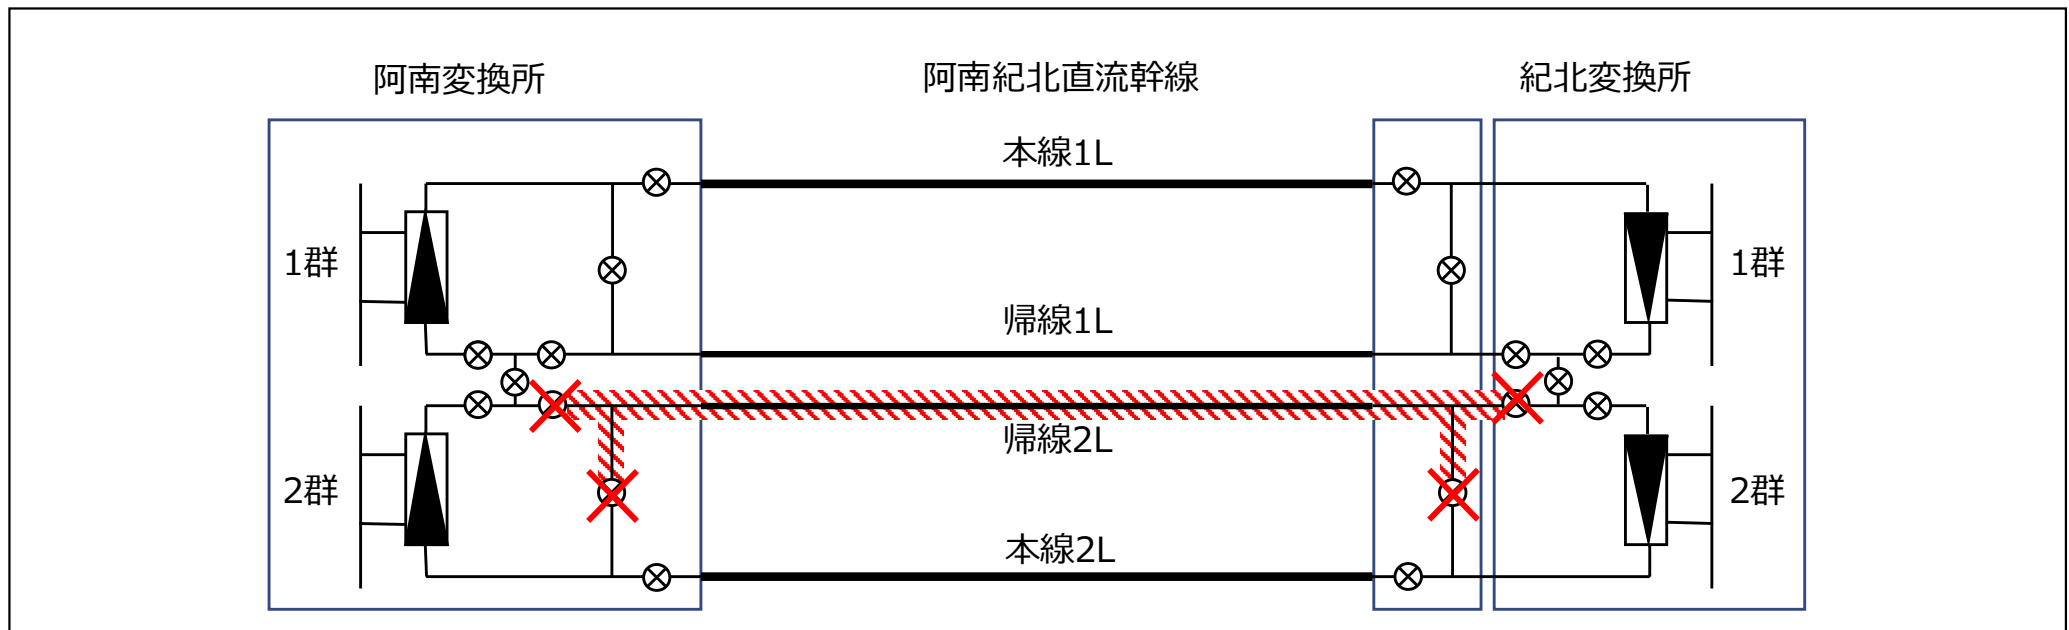 阿南変換所
阿南紀北直流幹線
紀北変換所
本線1L
1群
1群
帰線1L
帰線2L
2群
2群
本線2L